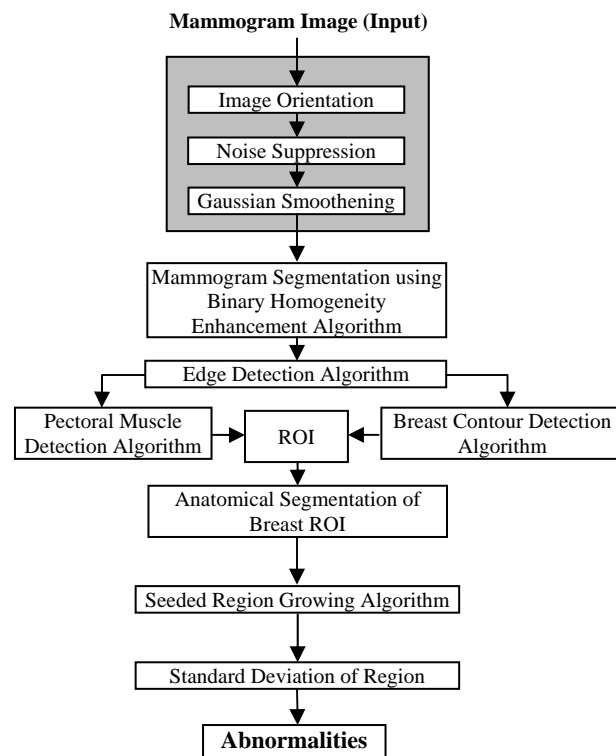 Mammogram Image (Input)
Image Orientation
Noise Suppression
Gaussian Smoothening
Mammogram Segmentation using
Binary Homogeneity
Enhancement Algorithm
Edge Detection Algorithm
Pectoral Muscle
Detection Algorithm
ROI
Breast Contour Detection
Algorithm
Anatomical Segmentation of
Breast ROI
Seeded Region Growing Algorithm
Standard Deviation of Region
Abnormalities